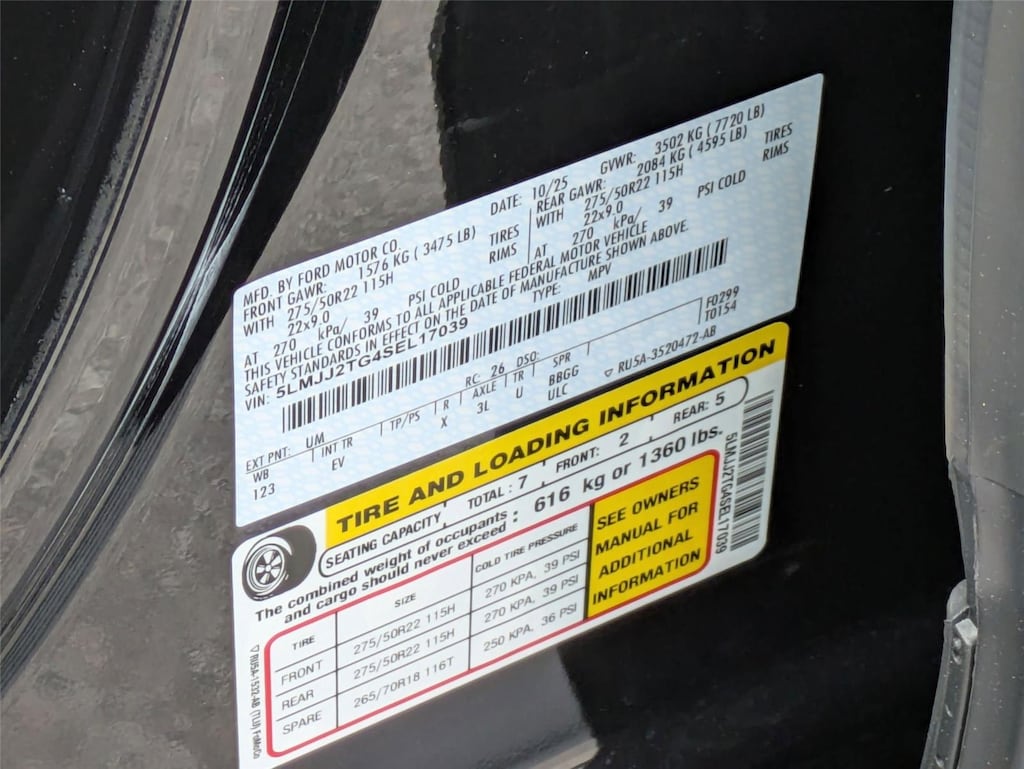 MFD. BY FORD MOTOR CO.
DATE: 10/25 GVWR: 3502 KG ( 7720 LB)
FRONT GAWR: 1576 KG ( 3475 LB)
REAR GAWR: 2084 KG ( 4595 LB)
WITH 275/50R22 115H TIRES
WITH 275/50R22 115H TIRES
22x9.0 RIMS
22x9.0 RIMS
AT 270 kPa/ 39 PSI COLD
AT 270 kPa/ 39 PSI COLD
THIS VEHICLE CONFORMS TO ALL APPLICABLE FEDERAL MOTOR VEHICLE
SAFETY STANDARDS IN EFFECT ON THE DATE OF MANUFACTURE SHOWN ABOVE.
VIN: 5LMJJ2TG4SEL17039
TYPE: MPV
F0299
T0154
EXT PNT: UM RC: 26 DSO:
WB INT TR TP/PS R AXLE TR SPR
123 EV X 3L U BBGG
ULC
▽ RU5A-3520472-AB
TIRE AND LOADING INFORMATION
SEATING CAPACITY TOTAL : 7 FRONT: 2 REAR: 5
The combined weight of occupants
and cargo should never exceed : 616 kg or 1360 lbs.
TIRE SIZE COLD TIRE PRESSURE
FRONT 275/50R22 115H 270 KPA, 39 PSI
REAR 275/50R22 115H 270 KPA, 39 PSI
SPARE 265/70R18 116T 250 KPA, 36 PSI
SEE OWNERS
MANUAL FOR
ADDITIONAL
INFORMATION
5LMJJ2TG4SEL17039
▽ RU5A-1532-AB (TLU) FoMoCo